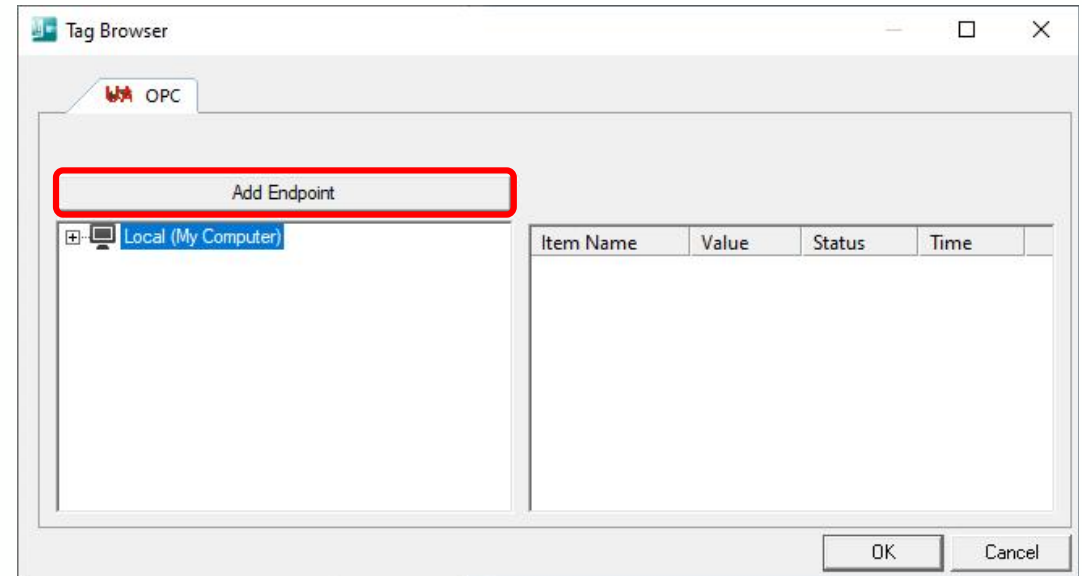 Tag Browser
OPC
Add Endpoint
Local (My Computer)
Item Name Value Status Time
OK Cancel